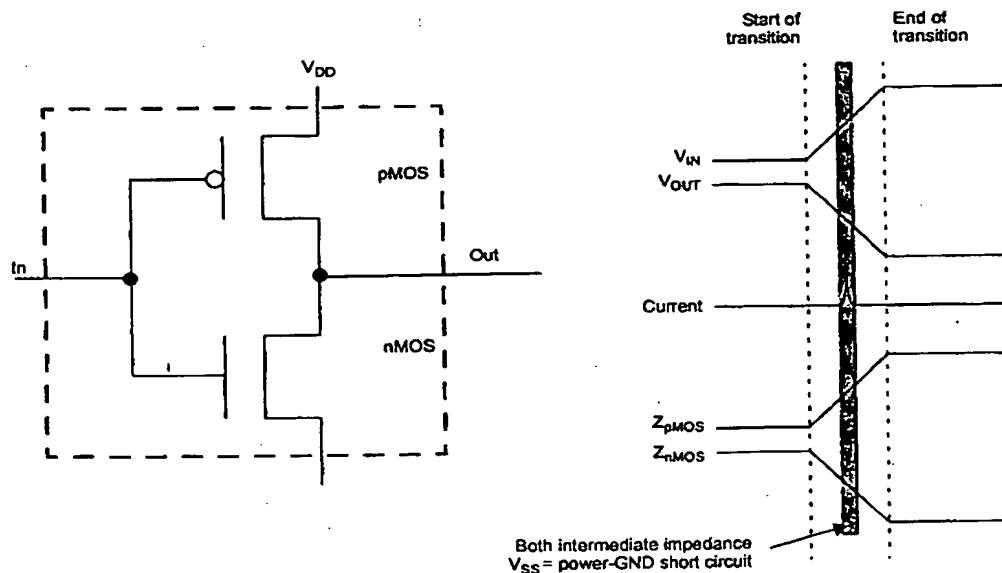 Start of
transition
End of
transition
VDD
pMOS
In
Out
nMOS
VIN
VOUT
Current
ZpMOS
ZnMOS
Both intermediate impedance
VSS = power-GND short circuit